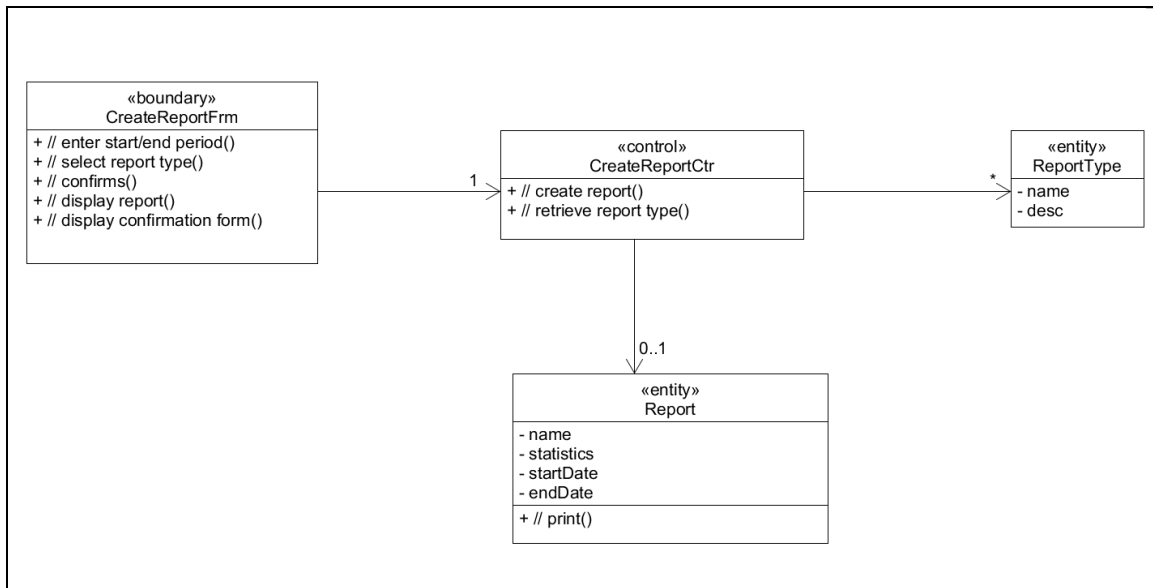 «boundary»
CreateReportFrm
+ // enter start/end period()
+ // select report type()
+ // confirms()
+ // display report()
+ // display confirmation form()
1
«control»
CreateReportCtr
+ // create report()
+ // retrieve report type()
*
«entity»
ReportType
- name
- desc
0..1
«entity»
Report
- name
- statistics
- startDate
- endDate
+ // print()